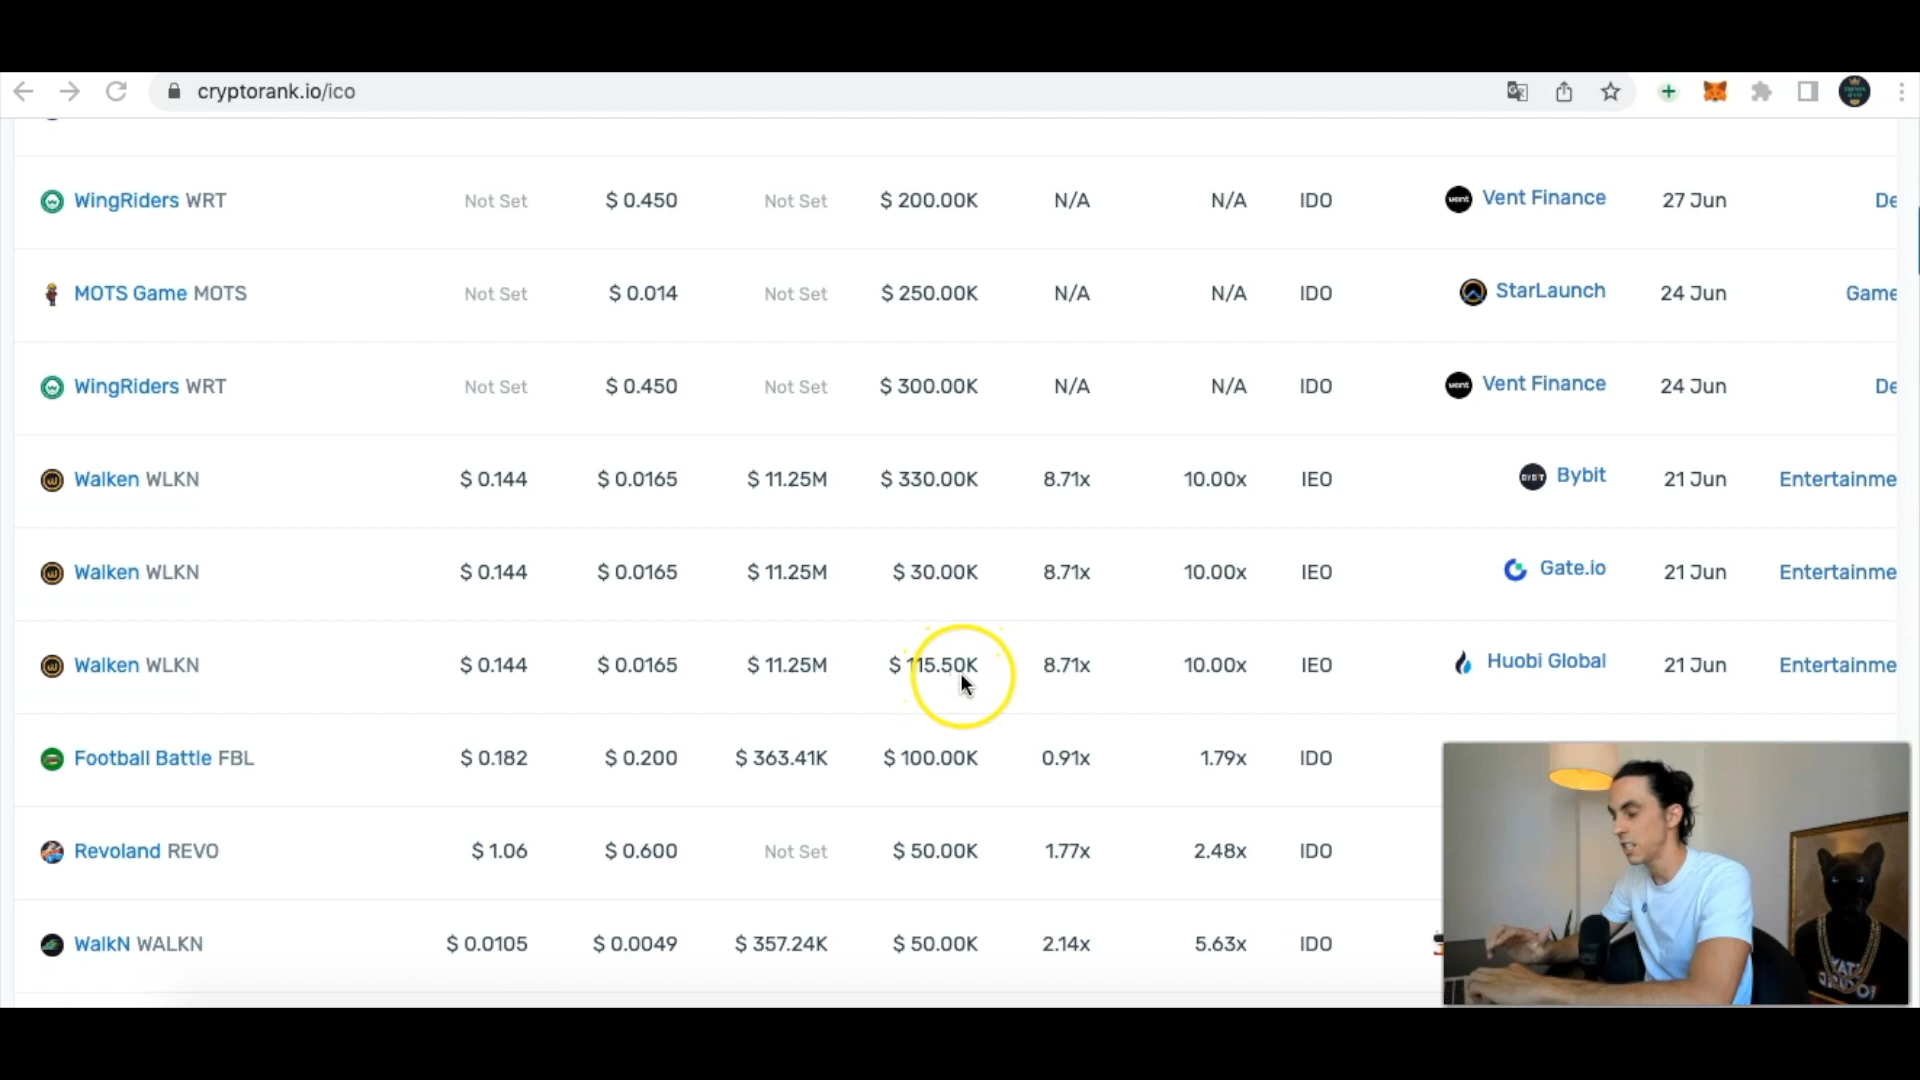 cryptorank.io/ico
WingRiders WRT Not Set $ 0.450 Not Set $ 200.00K N/A N/A IDO Vent Finance 27 Jun De
MOTS Game MOTS Not Set $ 0.014 Not Set $ 250.00K N/A N/A IDO StarLaunch 24 Jun Game
WingRiders WRT Not Set $ 0.450 Not Set $ 300.00K N/A N/A IDO Vent Finance 24 Jun De
Walken WLKN $ 0.144 $ 0.0165 $ 11.25M $ 330.00K 8.71x 10.00x IEO Bybit 21 Jun Entertainme
Walken WLKN $ 0.144 $ 0.0165 $ 11.25M $ 30.00K 8.71x 10.00x IEO Gate.io 21 Jun Entertainme
Walken WLKN $ 0.144 $ 0.0165 $ 11.25M $ 115.50K 8.71x 10.00x IEO Huobi Global 21 Jun Entertainme
Football Battle FBL $ 0.182 $ 0.200 $ 363.41K $ 100.00K 0.91x 1.79x IDO
Revoland REVO $ 1.06 $ 0.600 Not Set $ 50.00K 1.77x 2.48x IDO
WalkN WALKN $ 0.0105 $ 0.0049 $ 357.24K $ 50.00K 2.14x 5.63x IDO